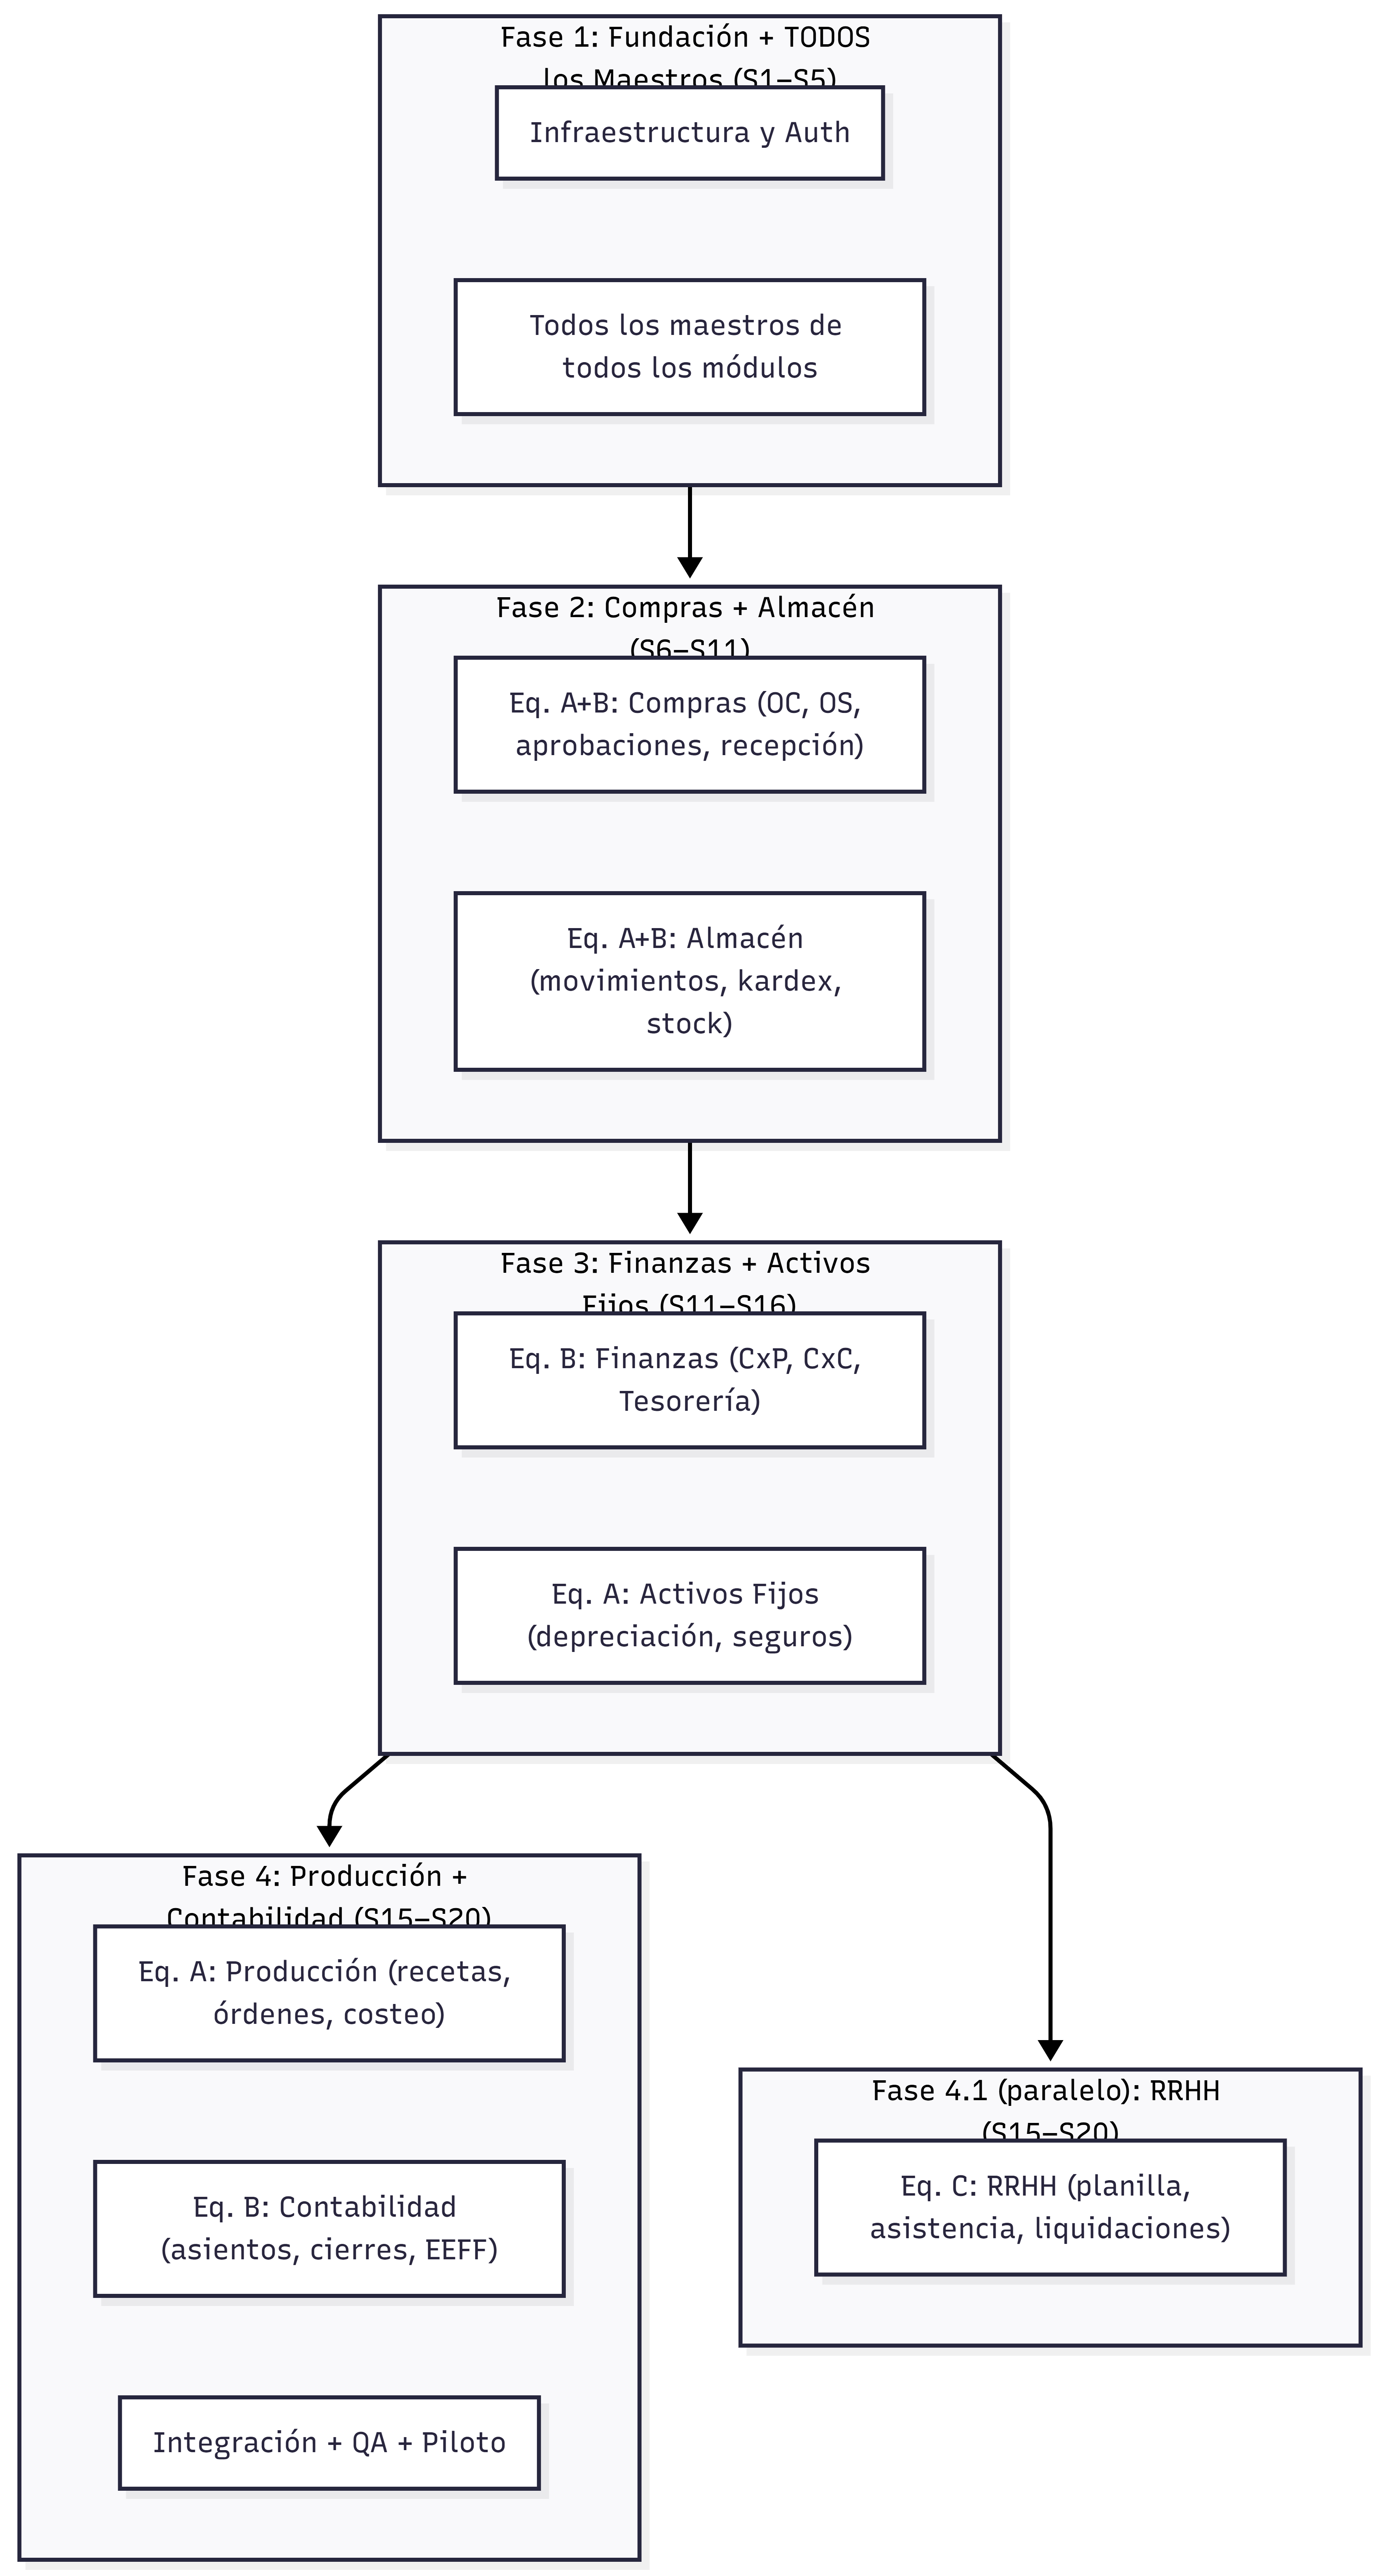 Fase 1: Fundación + TODOS
los Maestros (S1–S5)
Infraestructura y Auth
Todos los maestros de
todos los módulos
Fase 2: Compras + Almacén
(S6–S11)
Eq. A+B: Compras (OC, OS,
aprobaciones, recepción)
Eq. A+B: Almacén
(movimientos, kardex,
stock)
Fase 3: Finanzas + Activos
Fijos (S11–S16)
Eq. B: Finanzas (CxP, CxC,
Tesorería)
Eq. A: Activos Fijos
(depreciación, seguros)
Fase 4: Producción +
Contabilidad (S15–S20)
Eq. A: Producción (recetas,
órdenes, costeo)
Eq. B: Contabilidad
(asientos, cierres, EEFF)
Integración + QA + Piloto
Fase 4.1 (paralelo): RRHH
(S15–S20)
Eq. C: RRHH (planilla,
asistencia, liquidaciones)